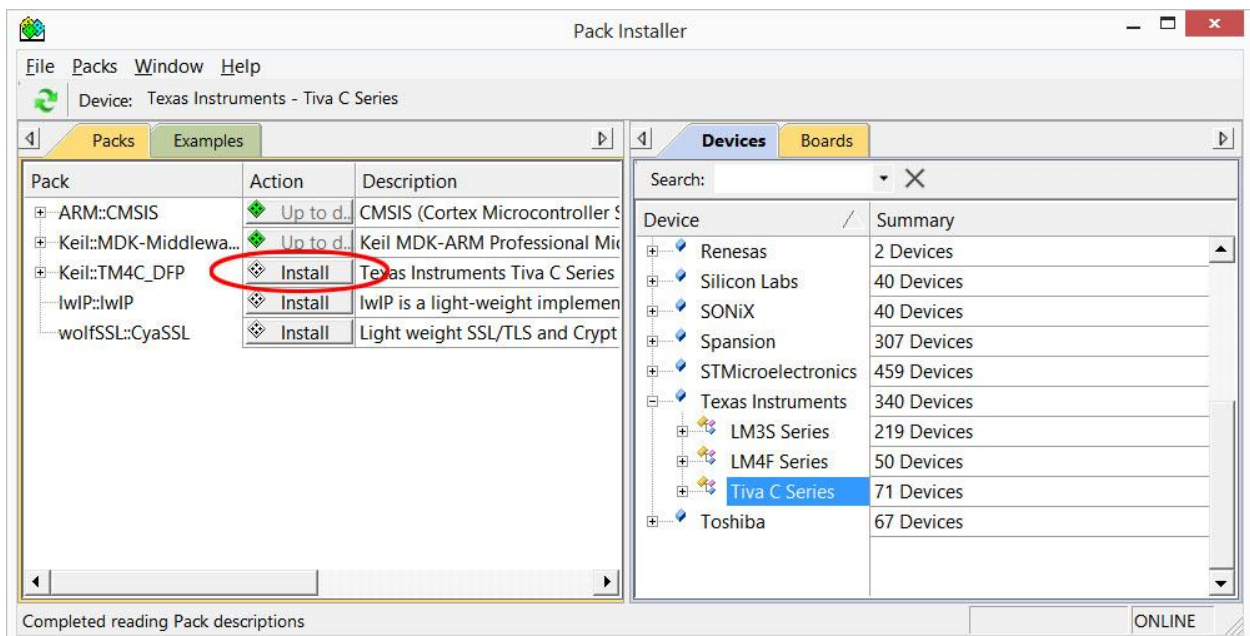 Pack Installer
File Packs Window Help
Device: Texas Instruments - Tiva C Series
Packs Examples
Pack Action Description
ARM::CMSIS Up to d.. CMSIS (Cortex Microcontroller S
Keil::MDK-Middlewa... Up to d.. Keil MDK-ARM Professional Mic
Keil::TM4C_DFP Install Texas Instruments Tiva C Series
lwIP::lwIP Install lwIP is a light-weight implemen
wolfSSL::CyaSSL Install Light weight SSL/TLS and Crypt
Devices Boards
Search:
Device Summary
Renesas 2 Devices
Silicon Labs 40 Devices
SONiX 40 Devices
Spansion 307 Devices
STMicroelectronics 459 Devices
Texas Instruments 340 Devices
LM3S Series 219 Devices
LM4F Series 50 Devices
Tiva C Series 71 Devices
Toshiba 67 Devices
Completed reading Pack descriptions ONLINE